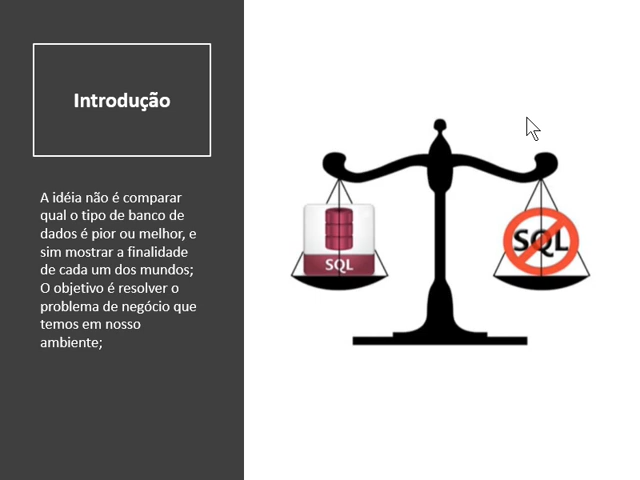 Introdução
A idéia não é comparar
qual o tipo de banco de
dados é pior ou melhor, e
sim mostrar a finalidade
de cada um dos mundos;
O objetivo é resolver o
problema de negócio que
temos em nosso
ambiente;
SQL
SQL